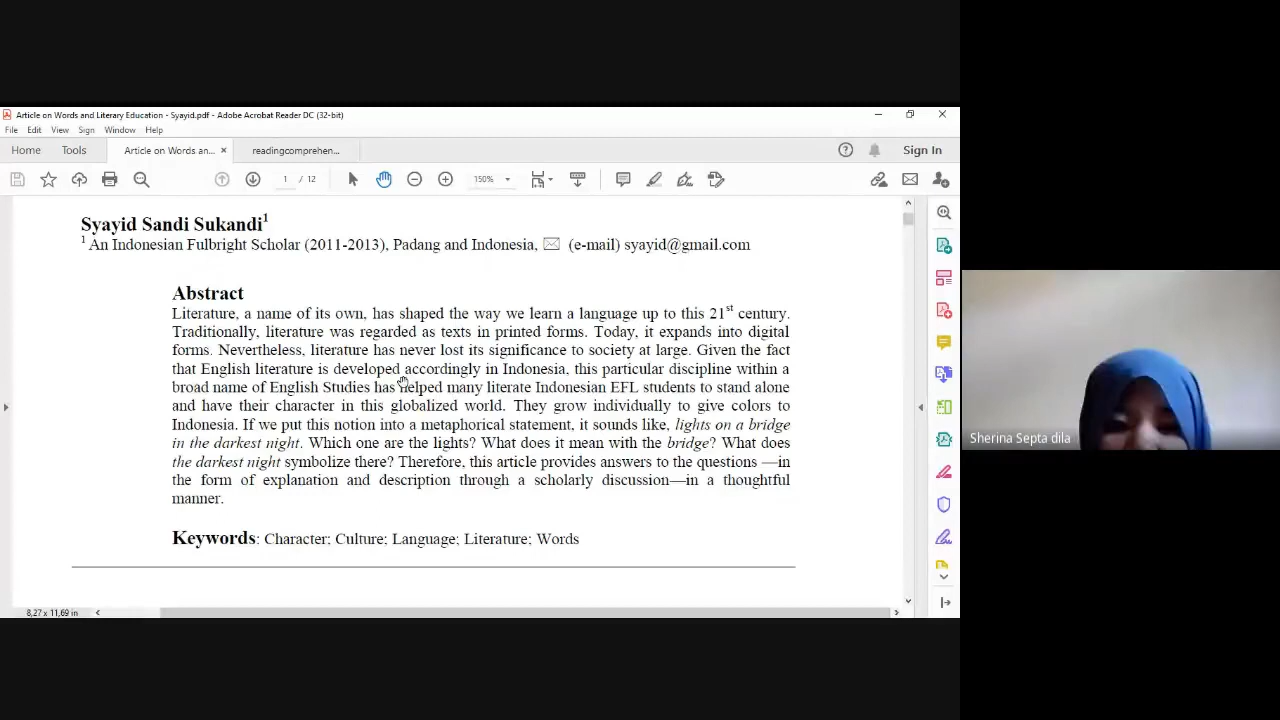 Article on Words and Literary Education - Syayid.pdf - Adobe Acrobat Reader DC (32-bit)
File Edit View Sign Window Help
Home Tools Article on Words an... × readingcomprehen... Sign In
1 / 12 150%
Syayid Sandi Sukandi1
1 An Indonesian Fulbright Scholar (2011-2013), Padang and Indonesia, (e-mail) syayid@gmail.com
Abstract
Literature, a name of its own, has shaped the way we learn a language up to this 21st century.
Traditionally, literature was regarded as texts in printed forms. Today, it expands into digital
forms. Nevertheless, literature has never lost its significance to society at large. Given the fact
that English literature is developed accordingly in Indonesia, this particular discipline within a
broad name of English Studies has helped many literate Indonesian EFL students to stand alone
and have their character in this globalized world. They grow individually to give colors to
Indonesia. If we put this notion into a metaphorical statement, it sounds like, lights on a bridge
in the darkest night. Which one are the lights? What does it mean with the bridge? What does
the darkest night symbolize there? Therefore, this article provides answers to the questions —in
the form of explanation and description through a scholarly discussion—in a thoughtful
manner.
Keywords: Character; Culture; Language; Literature; Words
8,27 x 11,69 in
Sherina Septa dila